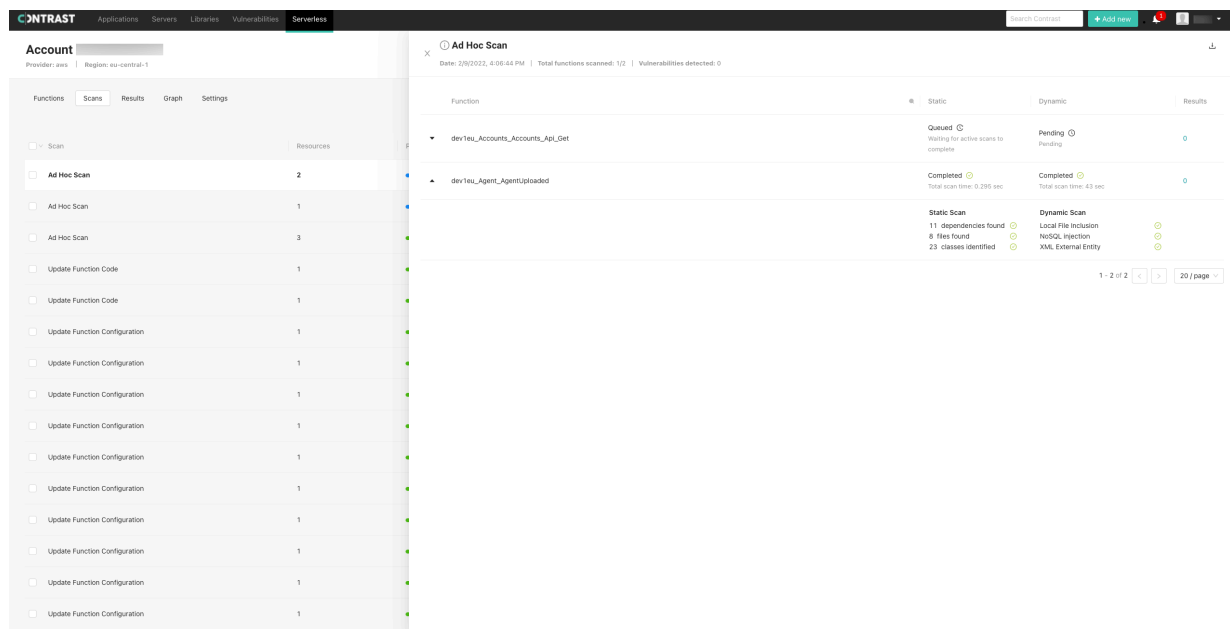 CONTRAST Applications Servers Libraries Vulnerabilities Serverless Search Contrast + Add new 1
Account
Provider: aws | Region: eu-central-1
Functions Scans Results Graph Settings
Scan Resources
Ad Hoc Scan 2
Ad Hoc Scan 1
Ad Hoc Scan 3
Update Function Code 1
Update Function Code 1
Update Function Configuration 1
Update Function Configuration 1
Update Function Configuration 1
Update Function Configuration 1
Update Function Configuration 1
Update Function Configuration 1
Update Function Configuration 1
Update Function Configuration 1
Update Function Configuration 1
Update Function Configuration 1
Ad Hoc Scan
Date: 2/9/2022, 4:06:44 PM | Total functions scanned: 1/2 | Vulnerabilities detected: 0
Function Static Dynamic Results
dev1eu_Accounts_Accounts_Api_Get
Queued
Waiting for active scans to
complete
Pending
Pending
0
dev1eu_Agent_AgentUploaded
Completed
Total scan time: 0.295 sec
Completed
Total scan time: 43 sec
0
Static Scan
11 dependencies found
8 files found
23 classes identified
Dynamic Scan
Local File Inclusion
NoSQL injection
XML External Entity
1 - 2 of 2 < > 20 / page